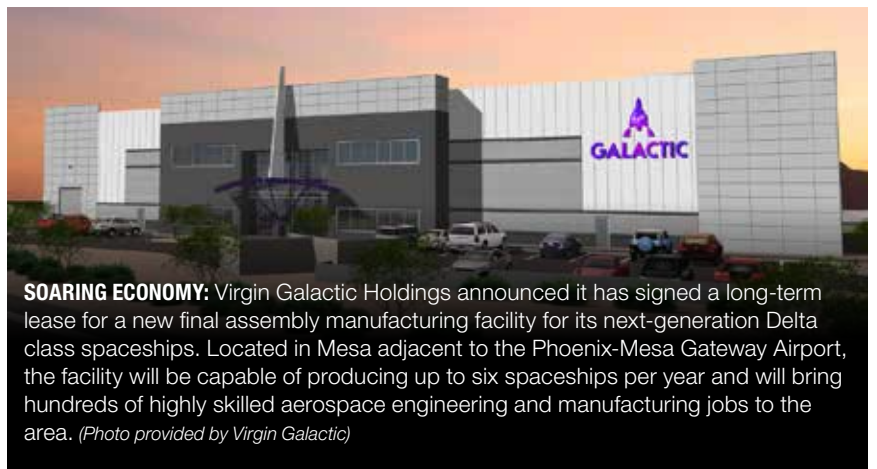 GALACTIC
SOARING ECONOMY: Virgin Galactic Holdings announced it has signed a long-term
lease for a new final assembly manufacturing facility for its next-generation Delta
class spaceships. Located in Mesa adjacent to the Phoenix-Mesa Gateway Airport,
the facility will be capable of producing up to six spaceships per year and will bring
hundreds of highly skilled aerospace engineering and manufacturing jobs to the
area. (Photo provided by Virgin Galactic)